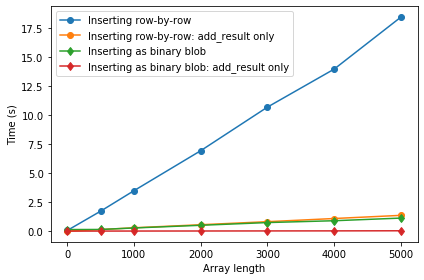 Inserting row-by-row
Inserting row-by-row: add_result only
Inserting as binary blob
Inserting as binary blob: add_result only
17.5
15.0
12.5
10.0
7.5
5.0
2.5
0.0
Time (s)
0 1000 2000 3000 4000 5000
Array length